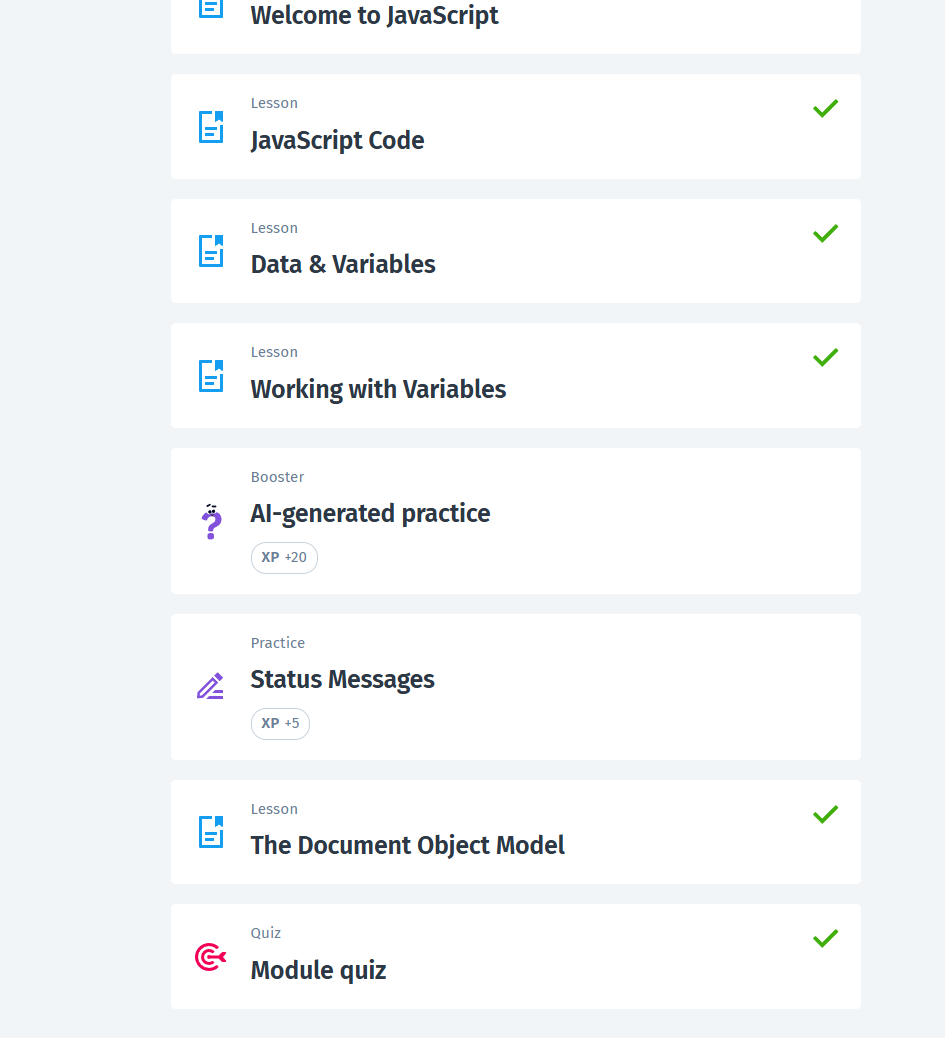 Welcome to JavaScript
Lesson
JavaScript Code
Lesson
Data & Variables
Lesson
Working with Variables
Booster
AI-generated practice
XP +20
Practice
Status Messages
XP +5
Lesson
The Document Object Model
Quiz
Module quiz